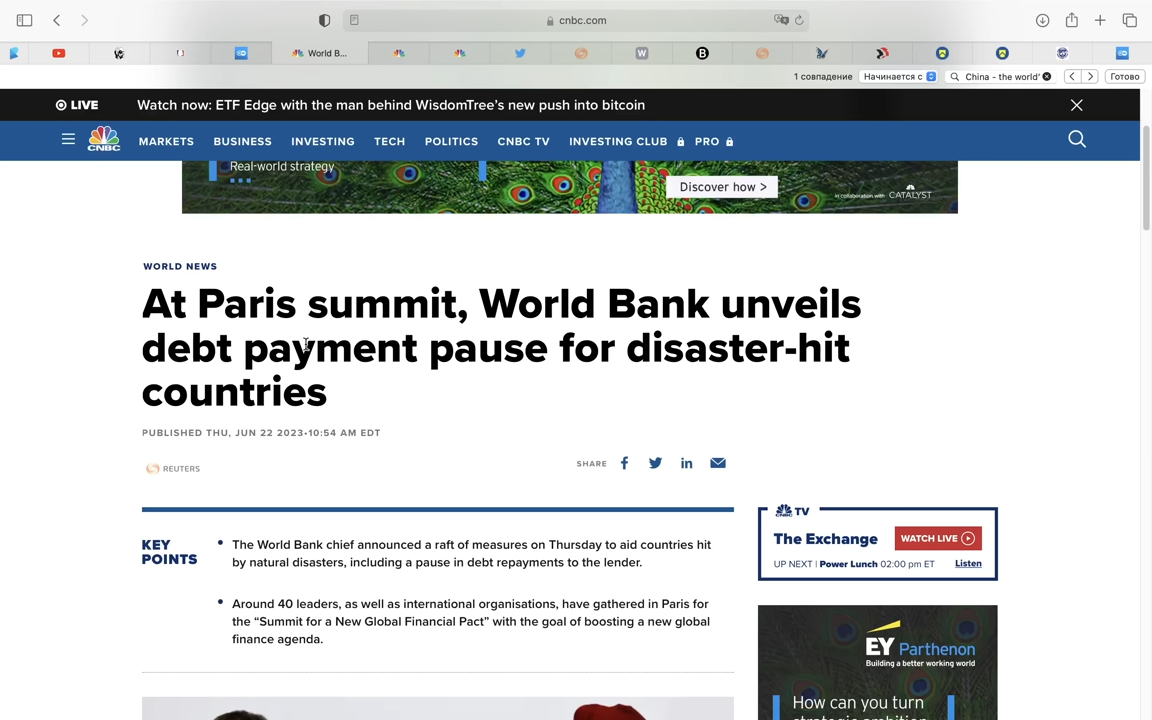 cnbc.com
World B...
W
B
1 совпадение
Начинается с
China - the world'
Готово
LIVE
Watch now: ETF Edge with the man behind WisdomTree's new push into bitcoin
CNBC
MARKETS BUSINESS INVESTING TECH POLITICS CNBC TV INVESTING CLUB PRO
Real-world strategy
Discover how >
in collaboration with CATALYST
WORLD NEWS
At Paris summit, World Bank unveils
debt payment pause for disaster-hit
countries
PUBLISHED THU, JUN 22 2023•10:54 AM EDT
REUTERS
SHARE
KEY
POINTS
• The World Bank chief announced a raft of measures on Thursday to aid countries hit
by natural disasters, including a pause in debt repayments to the lender.
• Around 40 leaders, as well as international organisations, have gathered in Paris for
the “Summit for a New Global Financial Pact” with the goal of boosting a new global
finance agenda.
TV
The Exchange
WATCH LIVE
UP NEXT | Power Lunch 02:00 pm ET
Listen
EY Parthenon
Building a better working world
How can you turn
strategic ambition